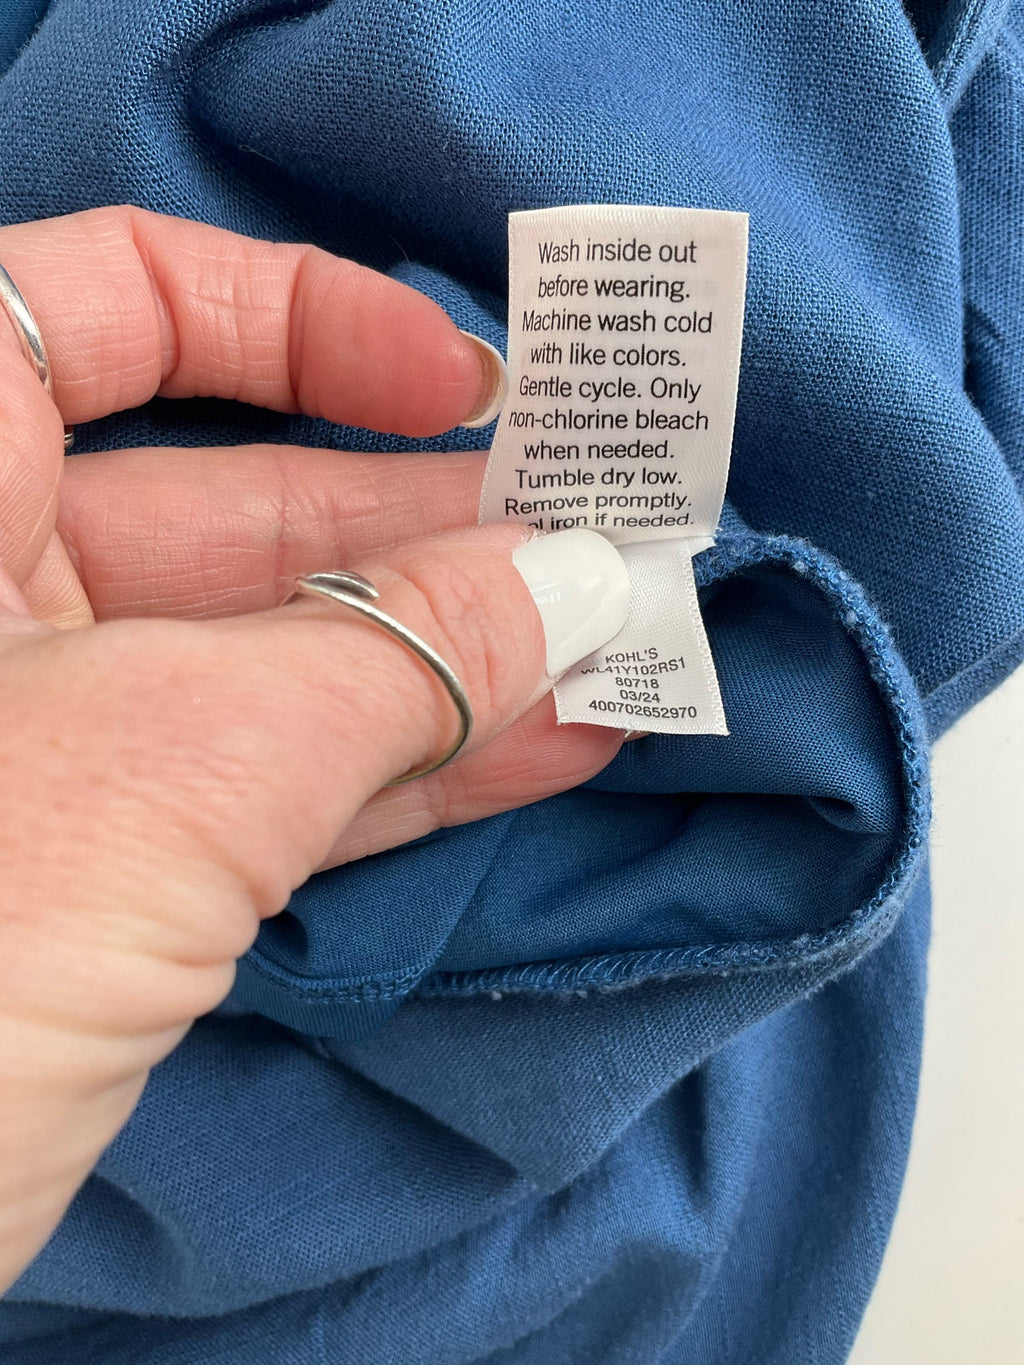 Wash inside out
before wearing.
Machine wash cold
with like colors.
Gentle cycle. Only
non-chlorine bleach
when needed.
Tumble dry low.
Remove promptly.
iron if needed.
KOHL'S
WL41Y102RS1
80718
03/24
400702652970